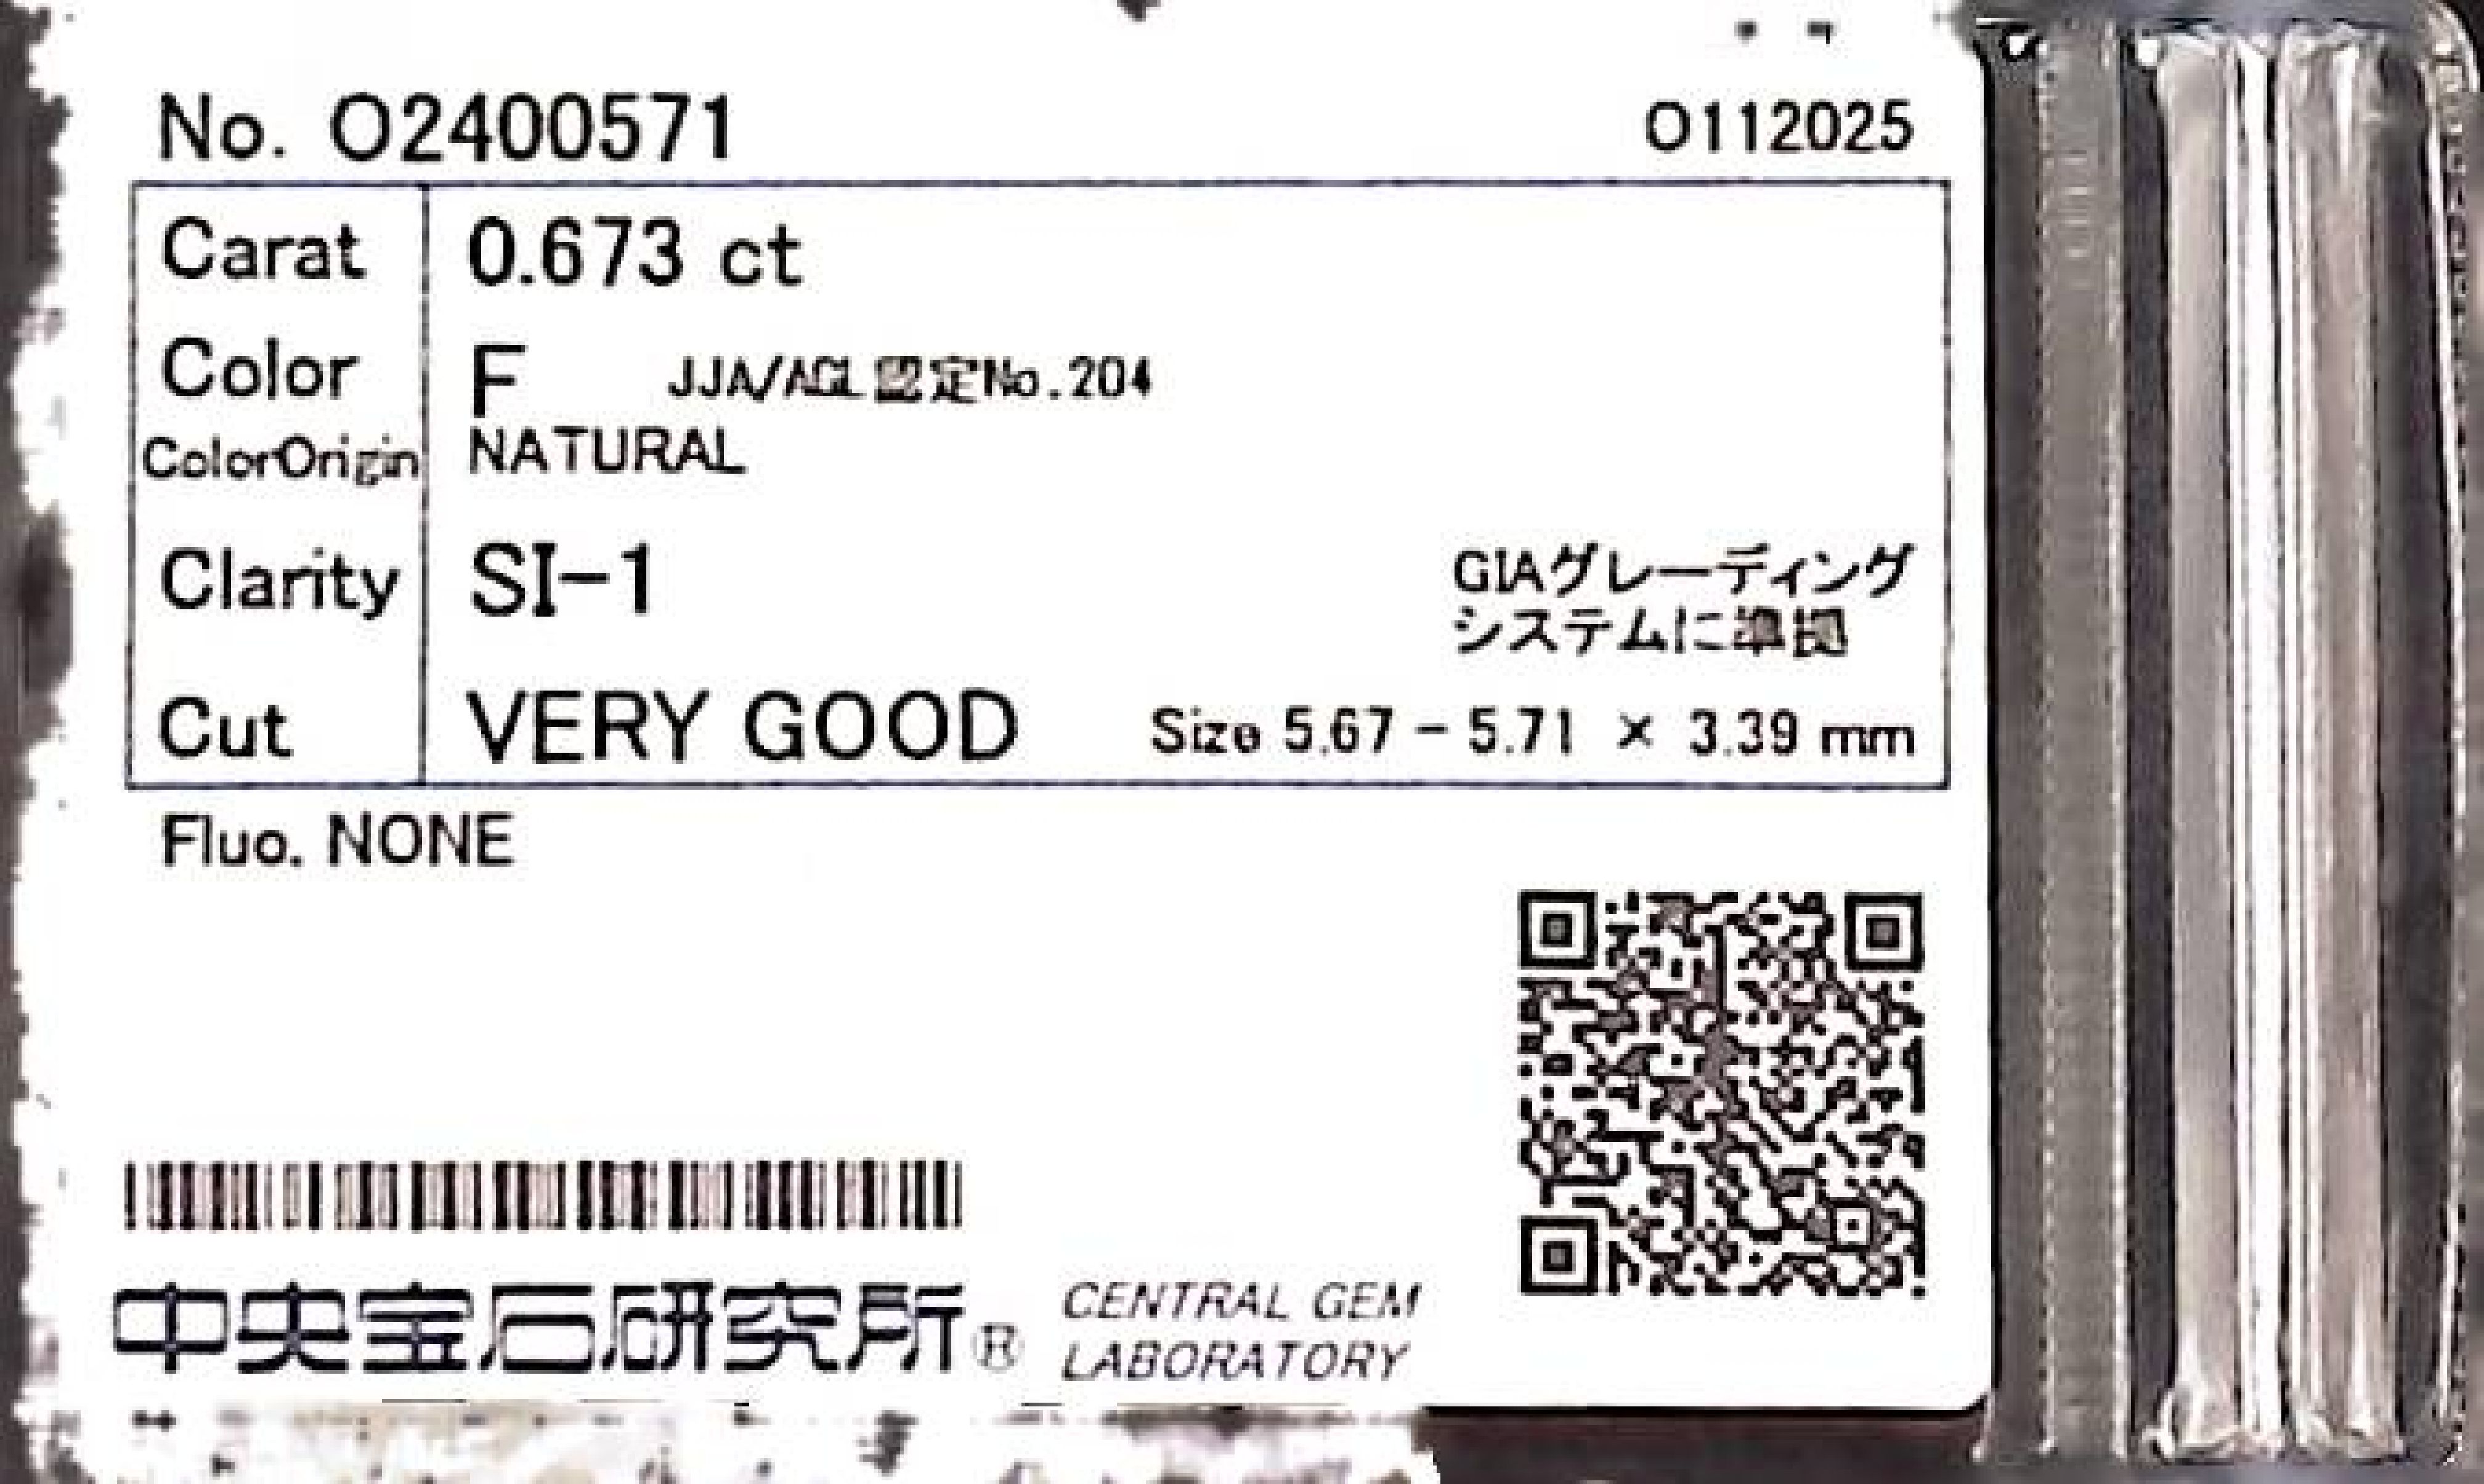 No. O2400571 O112025
Carat 0.673 ct
Color F JJA/AGL認定No.204
ColorOrigin NATURAL
Clarity SI-1 GIAグレーディング
システムに準拠
Cut VERY GOOD Size 5.67 - 5.71 × 3.39 mm
Fluo. NONE
中央宝石研究所® CENTRAL GEM
LABORATORY